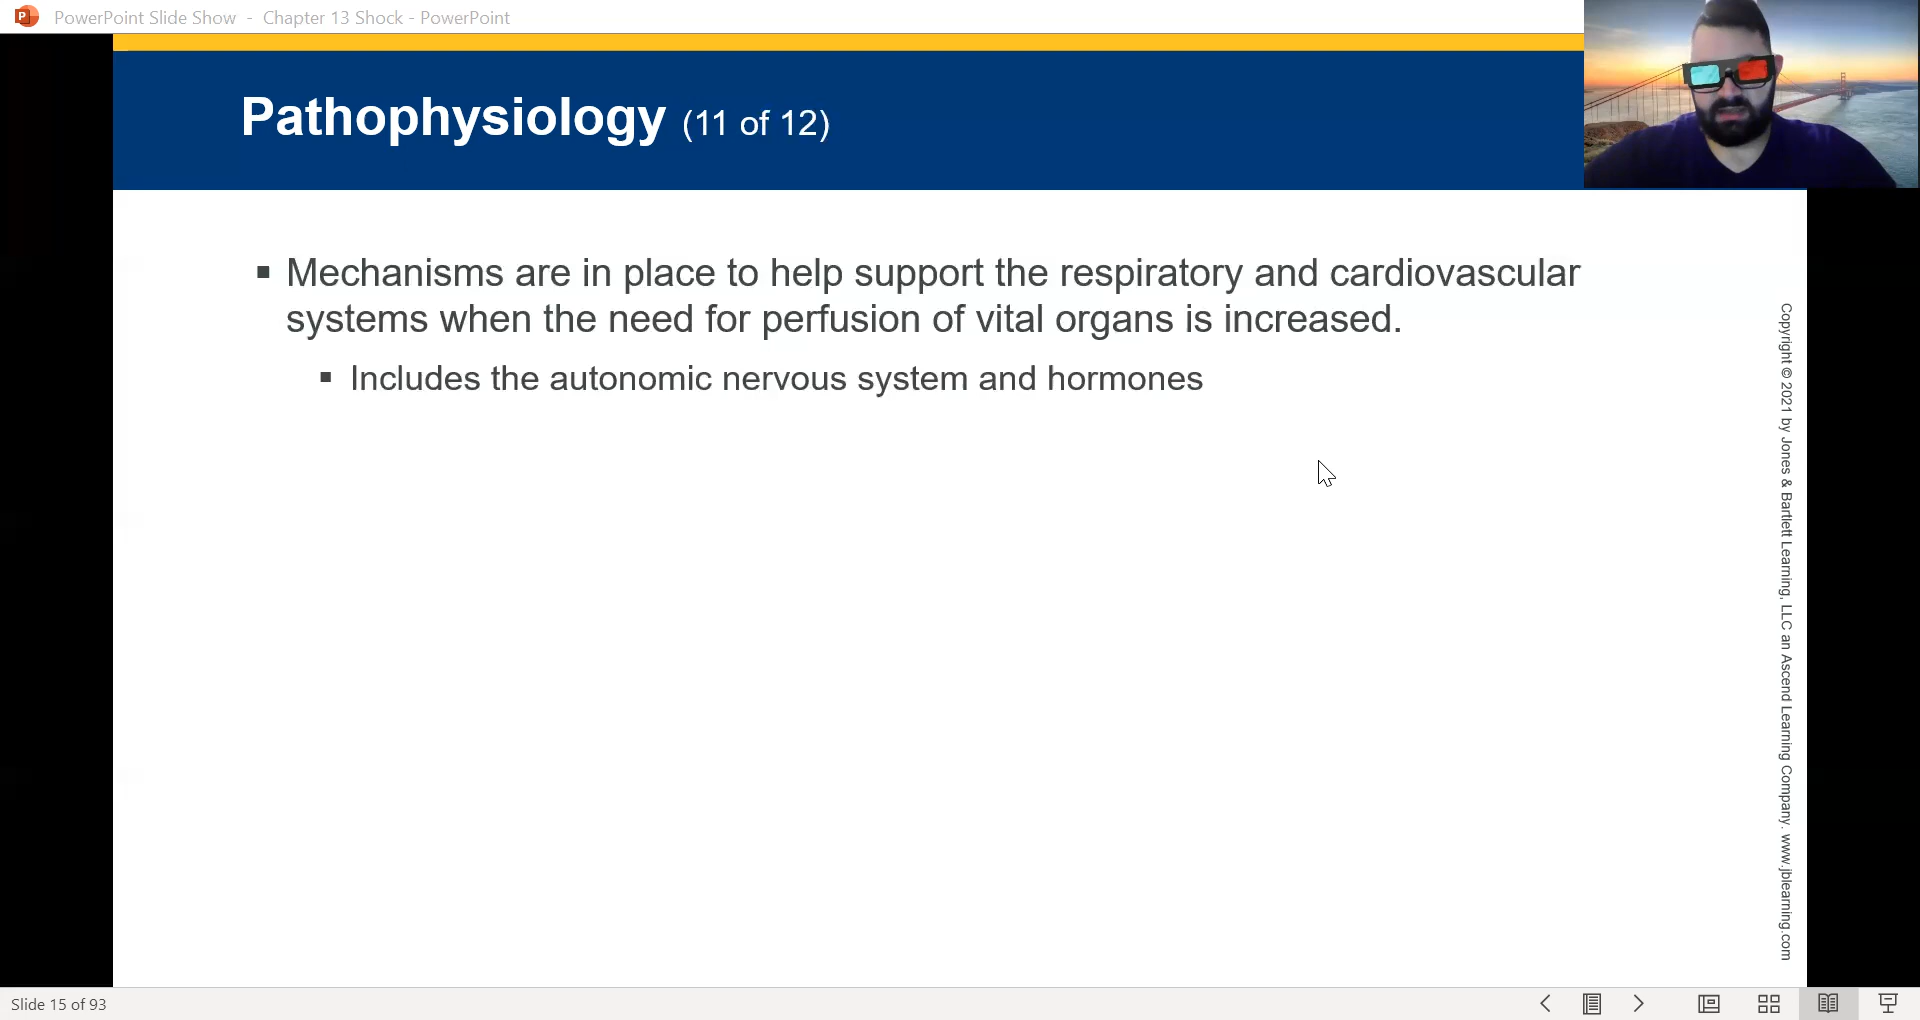 PowerPoint Slide Show - Chapter 13 Shock - PowerPoint
Pathophysiology (11 of 12)
▪ Mechanisms are in place to help support the respiratory and cardiovascular
systems when the need for perfusion of vital organs is increased.
▪ Includes the autonomic nervous system and hormones
Copyright © 2021 by Jones & Bartlett Learning, LLC an Ascend Learning Company. www.jblearning.com
Slide 15 of 93